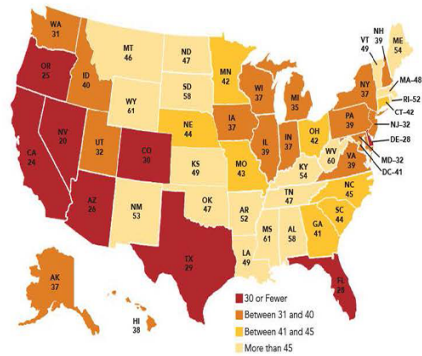 WA
31
OR
25
CA
24
NV
20
ID
40
MT
46
WY
61
UT
32
AZ
26
CO
30
NM
53
ND
47
SD
58
NE
44
KS
49
OK
47
TX
29
MN
42
IA
37
MO
43
AR
52
LA
49
WI
37
IL
39
MI
35
IN
37
OH
42
KY
54
TN
47
MS
61
AL
58
GA
41
FL
WV
60
VA
39
NC
45
SC
44
PA
39
NY
37
VT
49
NH
39
ME
54
MA-48
RI-52
CT-42
NJ-32
DE-28
MD-32
DC-41
AK
37
HI
38
30 or Fewer
Between 31 and 40
Between 41 and 45
More than 45